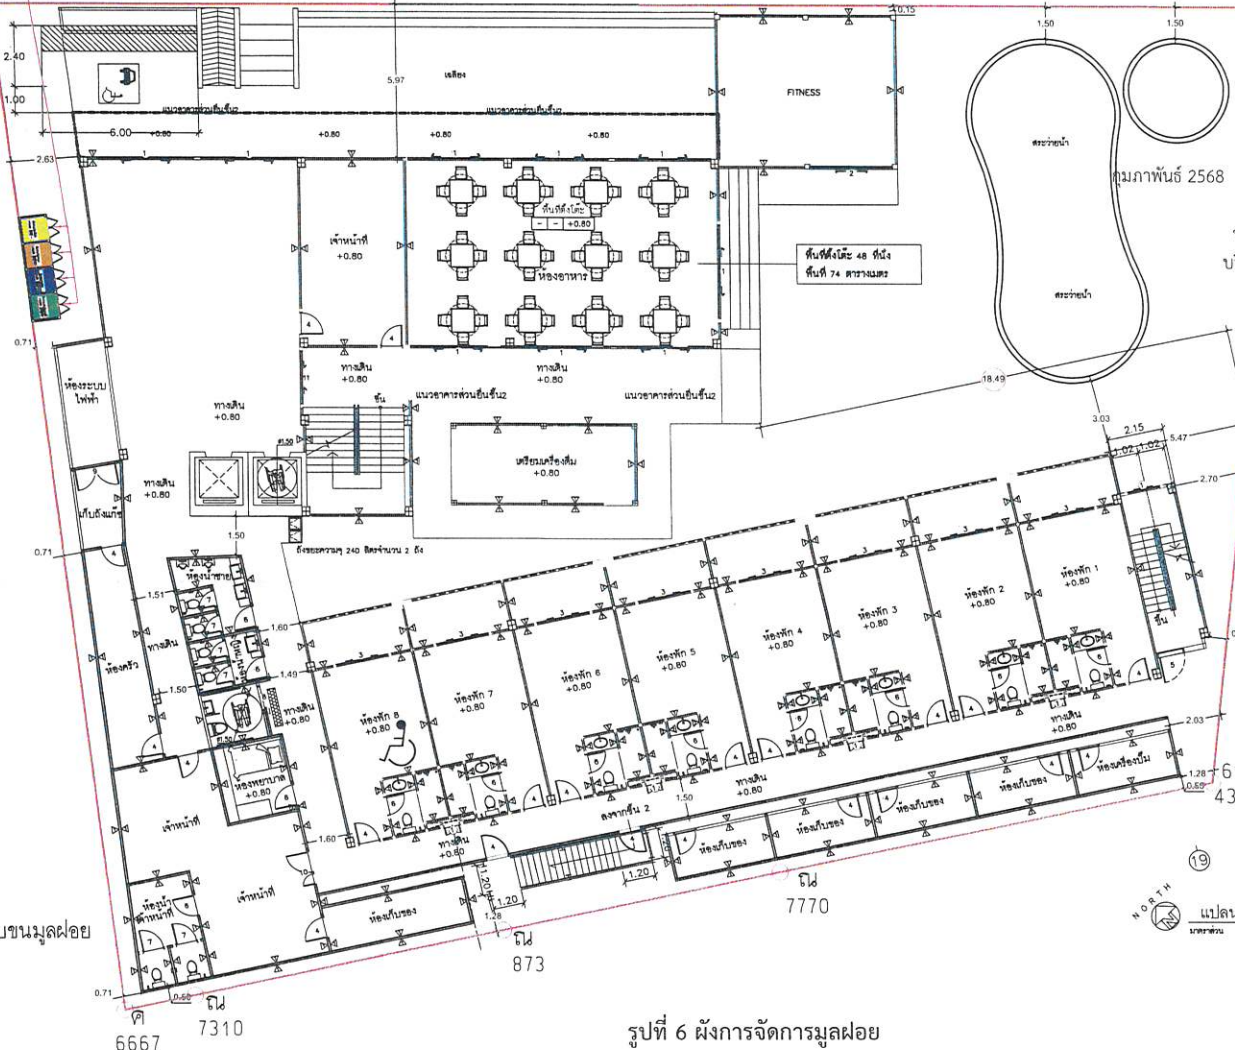 0.15
1.50
1.50
2.40
1.00
5.97
เฉลียง
FITNESS
สระว่ายน้ำ
กุมภาพันธ์ 2568
แนวอาคารส่วนยื่นชั้น2
แนวอาคารส่วนยื่นชั้น2
6.00
+0.80
+0.80
+0.80
+0.80
2.63
เจ้าหน้าที่
+0.80
พื้นที่ตั้งโต๊ะ
+0.80
ห้องอาหาร
พื้นที่ตั้งโต๊ะ 48 ที่นั่ง
พื้นที่ 74 ตารางเมตร
สระว่ายน้ำ
0.71
ห้องระบบ
ไฟฟ้า
ทางเดิน
+0.80
ทางเดิน
+0.80
ทางเดิน
+0.80
ขึ้น
แนวอาคารส่วนยื่นชั้น2
แนวอาคารส่วนยื่นชั้น2
18.49
3.03
2.15
1.02
1.02
5.47
2.70
เตรียมเครื่องดื่ม
+0.80
ทางเดิน
+0.80
ø1.50
เก็บถังแก๊ซ
1.50
ถังขยะความจุ 240 ลิตรจำนวน 2 ถัง
0.71
ห้องน้ำชาย
1.51
1.60
ทางเดิน
ห้องครัว
1.50
1.49
ทางเดิน
+0.80
ø1.50
ห้องพยาบาล
+0.80
ห้องพัก 1
+0.80
ห้องพัก 2
+0.80
ห้องพัก 3
+0.80
ห้องพัก 4
+0.80
ห้องพัก 5
+0.80
ห้องพัก 6
+0.80
ห้องพัก 7
+0.80
ห้องพัก 8
+0.80
ขึ้น
ทางเดิน
+0.80
2.03
ทางเดิน
+0.80
ลงจากชั้น 2
1.50
ทางเดิน
+0.80
1.60
เจ้าหน้าที่
เจ้าหน้าที่
ห้องน้ำ
เจ้าหน้าที่
ห้องเก็บของ
ห้องเก็บของ
ห้องเก็บของ
ห้องเก็บของ
ห้องเก็บของ
ห้องเครื่องปั๊ม
1.28
6
43
1.20
1.20
1.20
1.28
ณ
7770
ณ
873
19
NORTH
แปลน
มาตราส่วน
ขนมูลฝอย
0.71
ค
6667
ณ
7310
รูปที่ 6 ผังการจัดการมูลฝอย